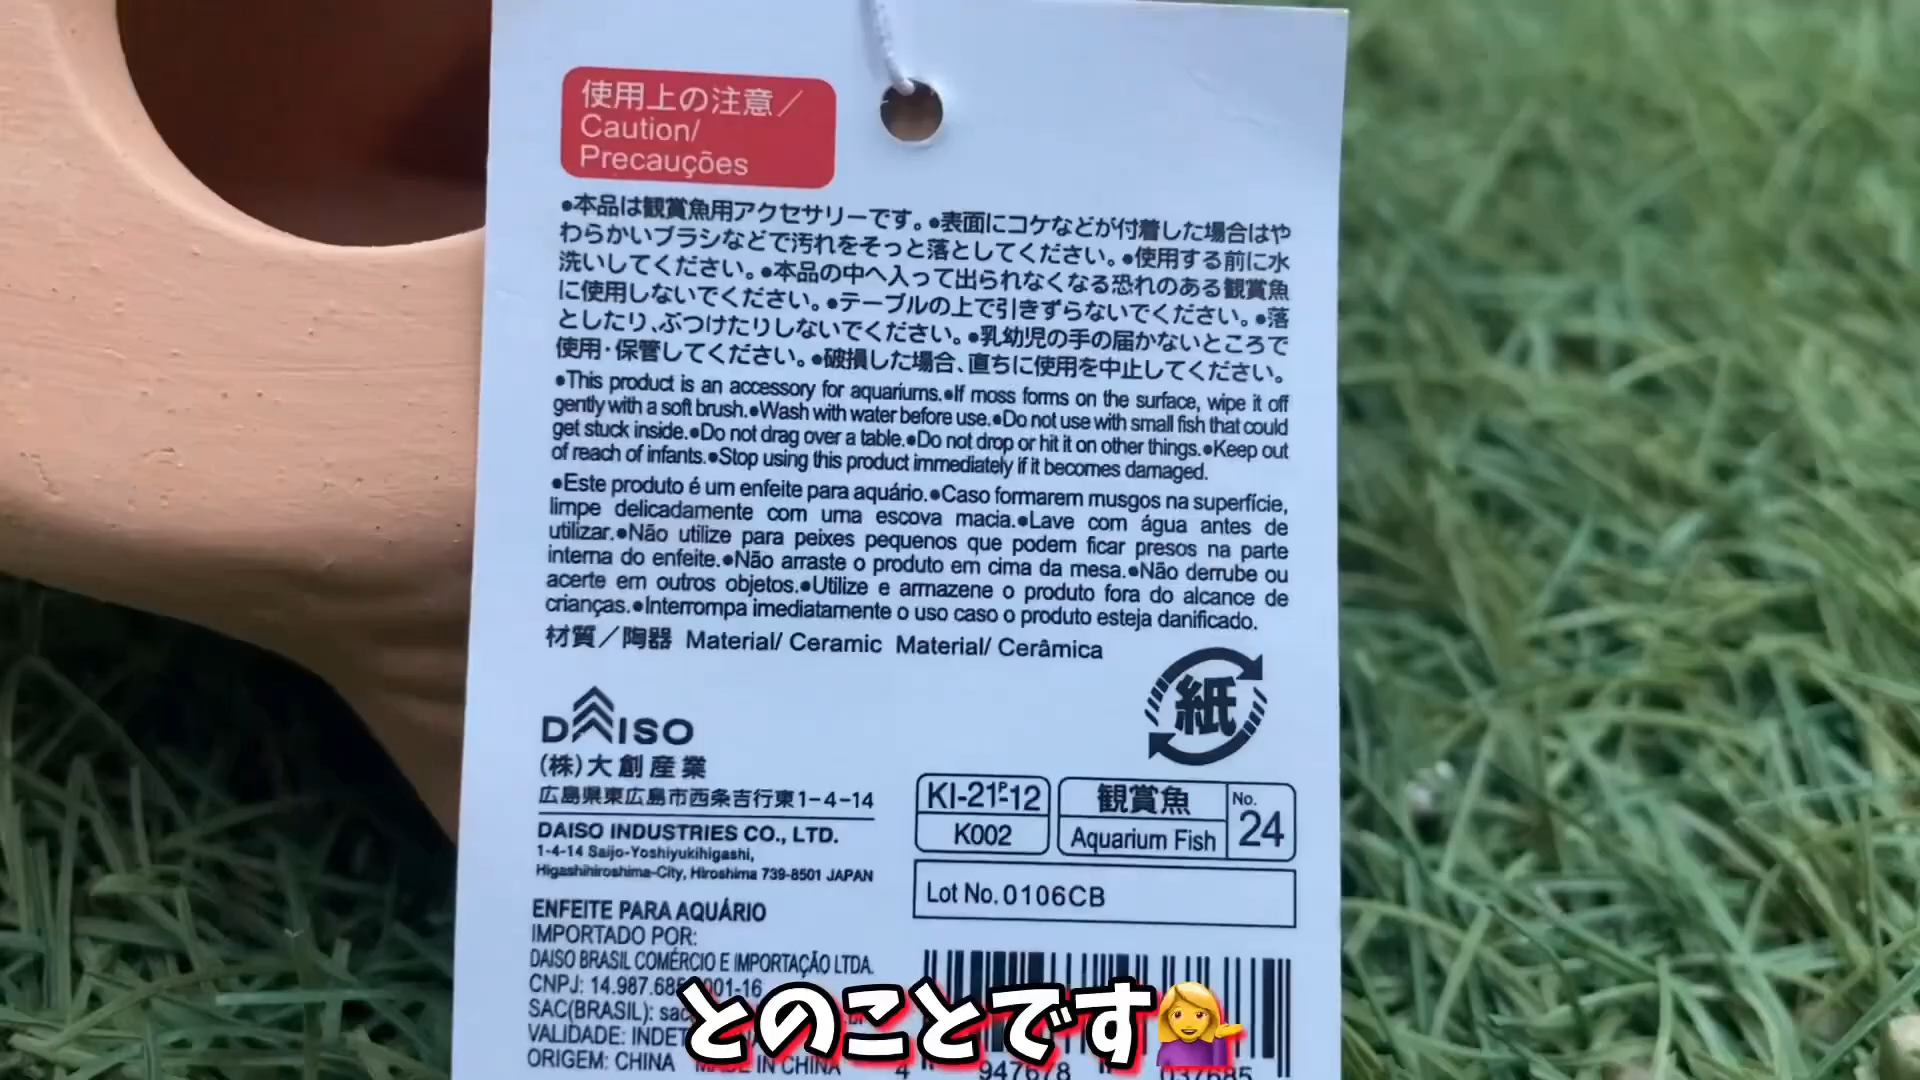 使用上の注意／
Caution/
Precauções
●本品は観賞魚用アクセサリーです。●表面にコケなどが付着した場合はや
わらかいブラシなどで汚れをそっと落としてください。●使用する前に水
洗いしてください。●本品の中へ入って出られなくなる恐れのある観賞魚
に使用しないでください。●テーブルの上で引きずらないでください。●落
としたり、ぶつけたりしないでください。●乳幼児の手の届かないところで
使用・保管してください。●破損した場合、直ちに使用を中止してください。
●This product is an accessory for aquariums.●If moss forms on the surface, wipe it off
gently with a soft brush.●Wash with water before use.●Do not use with small fish that could
get stuck inside.●Do not drag over a table.●Do not drop or hit it on other things.●Keep out
of reach of infants.●Stop using this product immediately if it becomes damaged.
●Este produto é um enfeite para aquário.●Caso formarem musgos na superfície,
limpe delicadamente com uma escova macia.●Lave com água antes de
utilizar.●Não utilize para peixes pequenos que podem ficar presos na parte
interna do enfeite.●Não arraste o produto em cima da mesa.●Não derrube ou
acerte em outros objetos.●Utilize e armazene o produto fora do alcance de
crianças.●Interrompa imediatamente o uso caso o produto esteja danificado.
材質／陶器 Material/ Ceramic Material/ Cerâmica
紙
DAISO
(株)大創産業
広島県東広島市西条吉行東1-4-14
DAISO INDUSTRIES CO., LTD.
1-4-14 Saijo-Yoshiyukihigashi,
Higashihiroshima-City, Hiroshima 739-8501 JAPAN
KI-21-P-12
K002
観賞魚
Aquarium Fish
No.
24
Lot No. 0106CB
ENFEITE PARA AQUÁRIO
IMPORTADO POR:
DAISO BRASIL COMÉRCIO E IMPORTAÇÃO LTDA.
CNPJ: 14.987.68 001-16
SAC(BRASIL):
VALIDADE:
ORIGEM: CHINA MADE IN CHINA
4 947678 037685
とのことです💁‍♀️